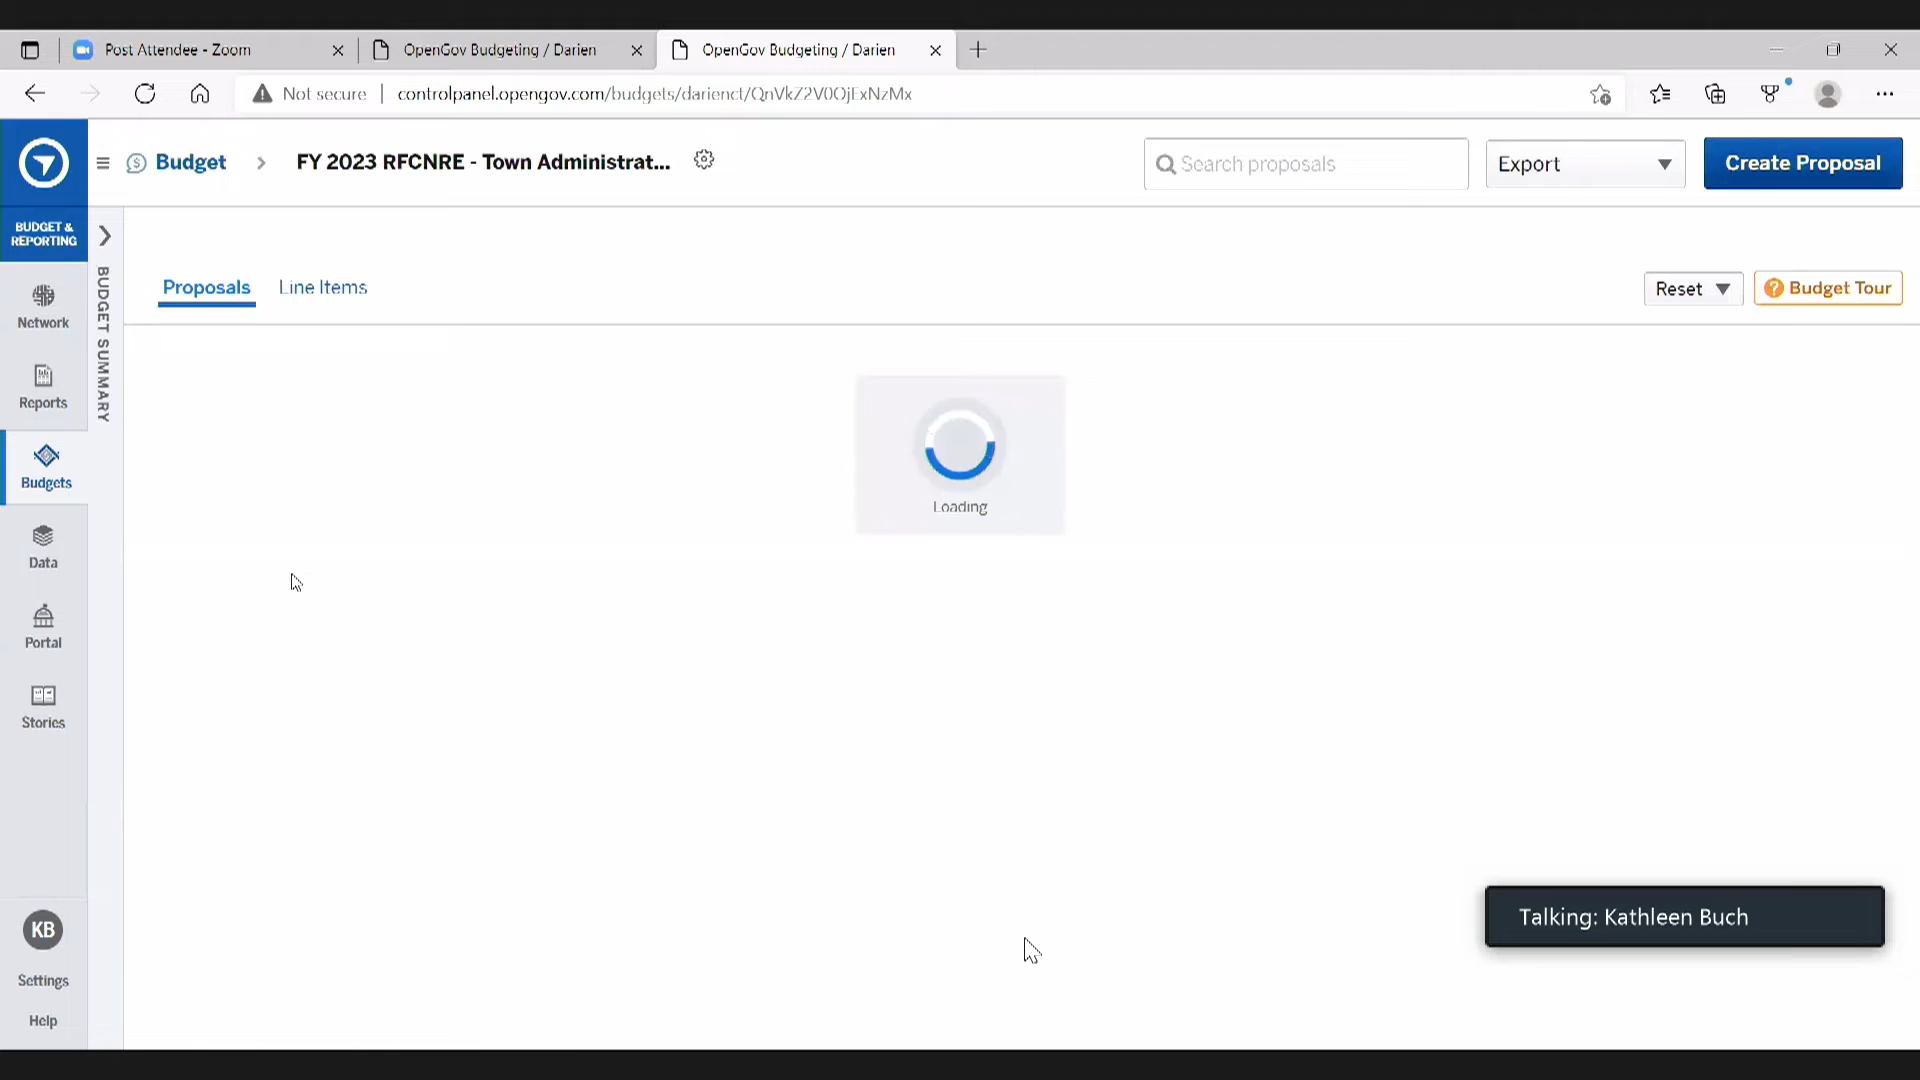 Post Attendee - Zoom
OpenGov Budgeting / Darien
OpenGov Budgeting / Darien
Not secure
controlpanel.opengov.com/budgets/darienct/QnVkZ2V0OjExNzMx
Budget
FY 2023 RFCNRE - Town Administrat...
Search proposals
Export
Create Proposal
BUDGET &
REPORTING
BUDGET SUMMARY
Proposals
Line Items
Reset
Budget Tour
Network
Reports
Budgets
Data
Portal
Stories
Loading
KB
Settings
Help
Talking: Kathleen Buch